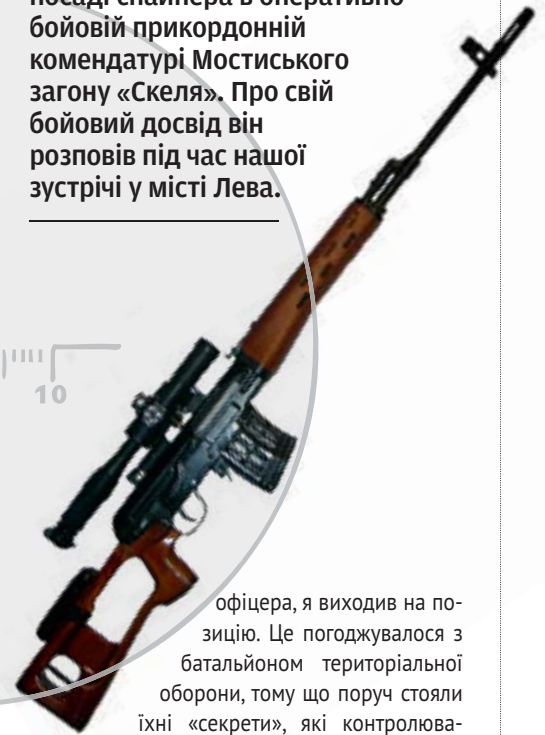 посаді снайпера в оперативно-
бойовій прикордонній
комендатурі Мостиського
загону «Скеля». Про свій
бойовий досвід він
розповів під час нашої
зустрічі у місті Лева.
10
офіцера, я виходив на по-
зицію. Це погоджувалося з
батальйоном територіальної
оборони, тому що поруч стояли
їхні «секрети», які контролюва-